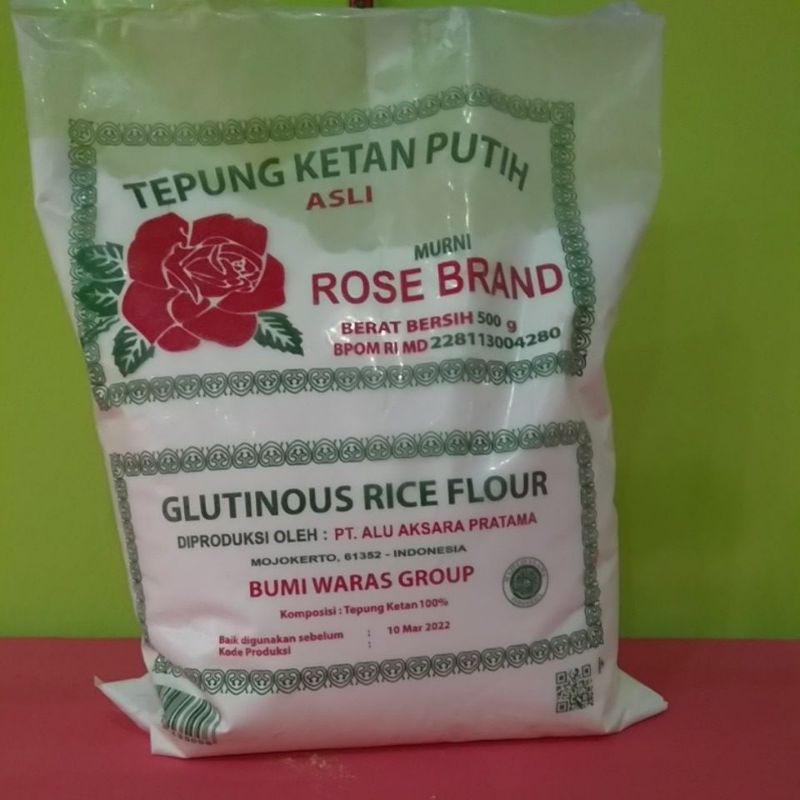 TEPUNG KETAN PUTIH
ASLI
MURNI
ROSE BRAND
BERAT BERSIH 500 g
BPOM RI MD 228113004280
GLUTINOUS RICE FLOUR
DIPRODUKSI OLEH : PT. ALU AKSARA PRATAMA
MOJOKERTO, 61352 - INDONESIA
BUMI WARAS GROUP
Komposisi : Tepung Ketan 100%
Baik digunakan sebelum : 10 Mar 2022
Kode Produksi :